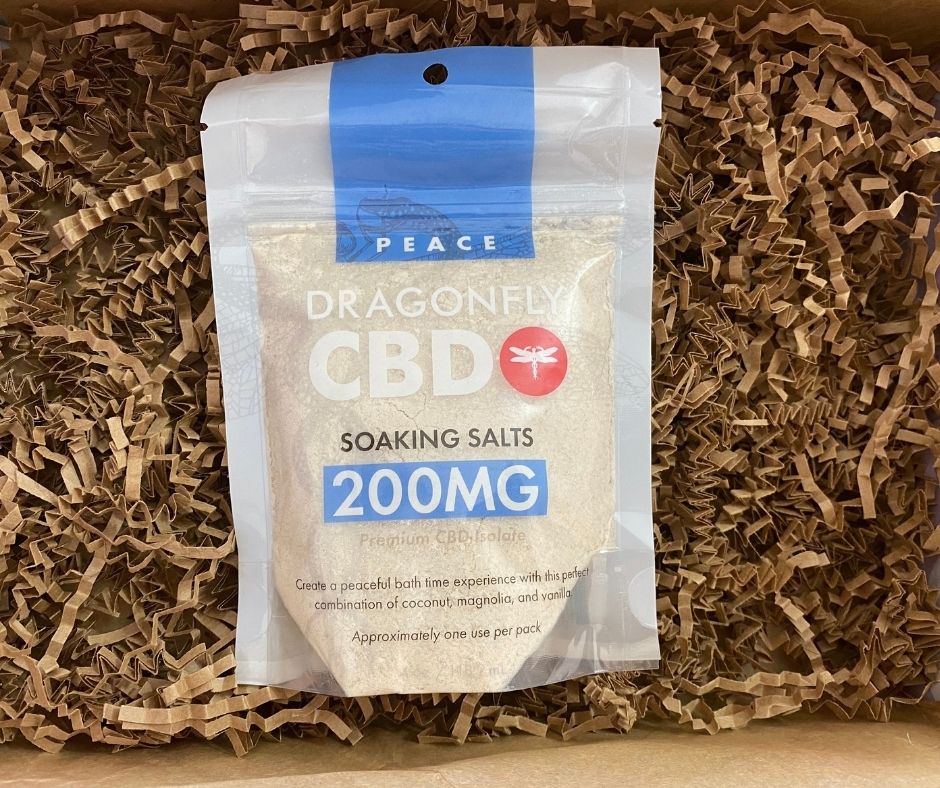 PEACE
DRAGONFLY
CBD
SOAKING SALTS
200MG
Premium CBD Isolate
Create a peaceful bath time experience with this perfect
combination of coconut, magnolia, and vanilla.
Approximately one use per pack
mL